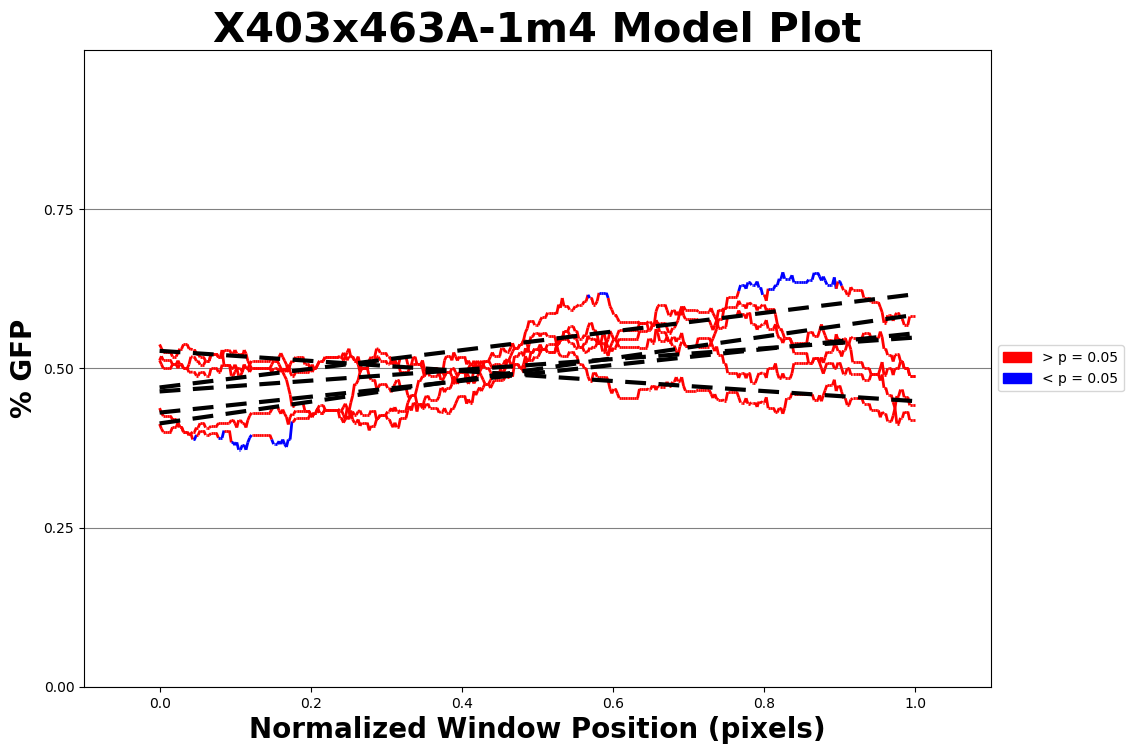 X403x463A-1m4 Model Plot
% GFP
0.75
0.50
0.25
0.00
0.0 0.2 0.4 0.6 0.8 1.0
Normalized Window Position (pixels)
> p = 0.05
< p = 0.05